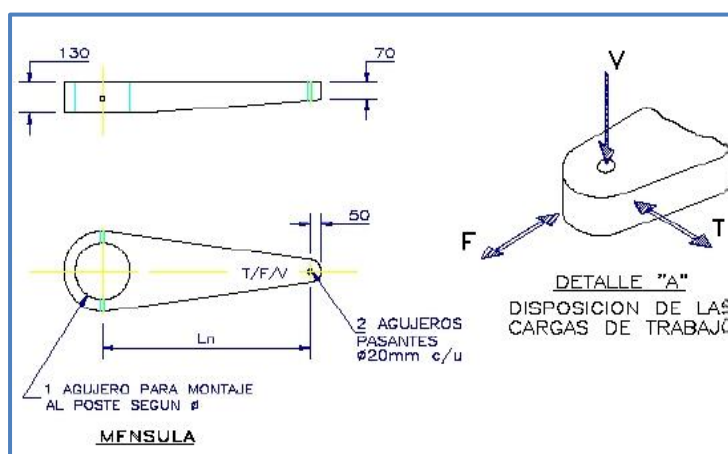 130
70
V
50
F
T
T/F/V
DETALLE "A"
DISPOSICION DE LAS
CARGAS DE TRABAJO
2 AGUJEROS
PASANTES
Ø20mm c/u
Ln
1 AGUJERO PARA MONTAJE
AL POSTE SEGUN Ø
MENSULA